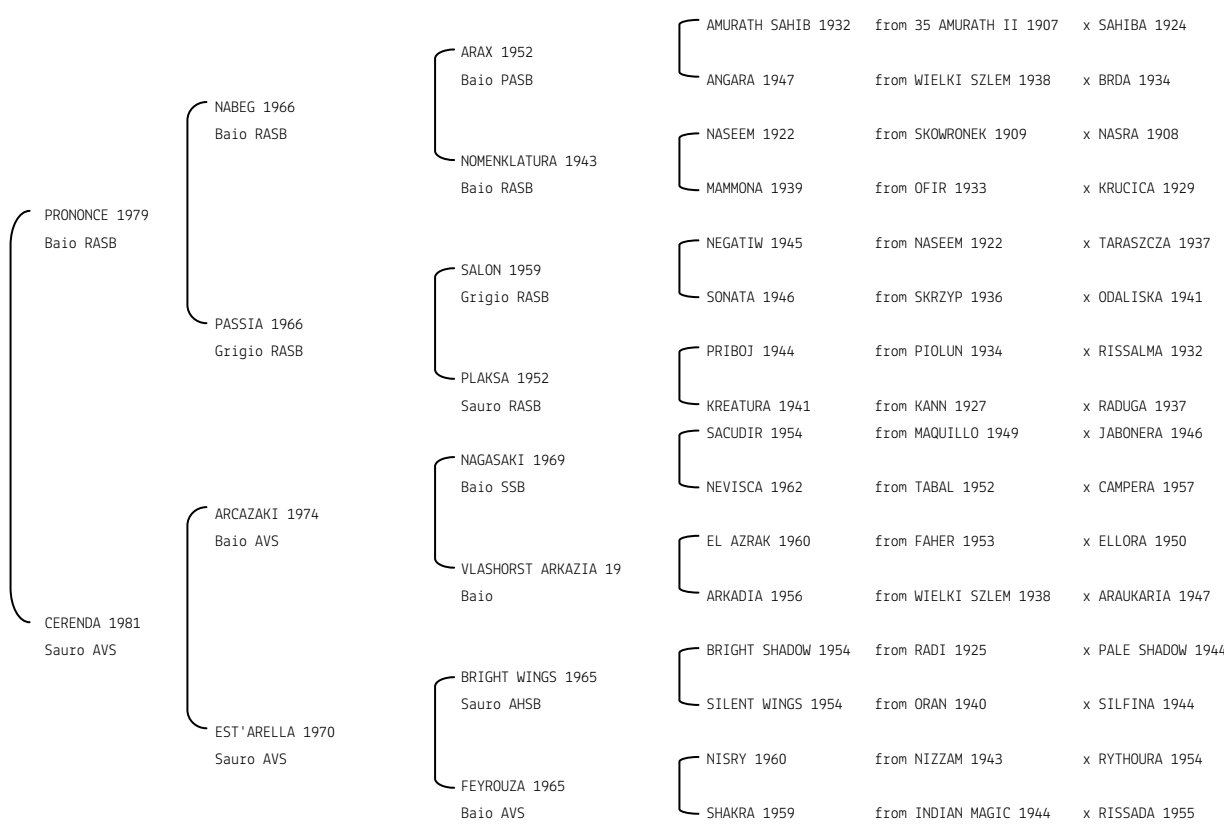 AMURATH SAHIB 1932 from 35 AMURATH II 1907 x SAHIBA 1924
ARAX 1952
Baio PASB
ANGARA 1947 from WIELKI SZLEM 1938 x BRDA 1934
NABEG 1966
Baio RASB
NASEEM 1922 from SKOWRONEK 1909 x NASRA 1908
NOMENKLATURA 1943
Baio RASB
MAMMONA 1939 from OFIR 1933 x KRUCICA 1929
PRONONCE 1979
Baio RASB
NEGATIW 1945 from NASEEM 1922 x TARASZCZA 1937
SALON 1959
Grigio RASB
SONATA 1946 from SKRZYP 1936 x ODALISKA 1941
PASSIA 1966
Grigio RASB
PRIBOJ 1944 from PIOLUN 1934 x RISSALMA 1932
PLAKSA 1952
Sauro RASB
KREATURA 1941 from KANN 1927 x RADUGA 1937
SACUDIR 1954 from MAQUILLO 1949 x JABONERA 1946
NAGASAKI 1969
Baio SSB
NEVISCA 1962 from TABAL 1952 x CAMPERA 1957
ARCAZAKI 1974
Baio AVS
EL AZRAK 1960 from FAHER 1953 x ELLORA 1950
VLASHORST ARKAZIA 19
Baio
ARKADIA 1956 from WIELKI SZLEM 1938 x ARAUKARIA 1947
CERENDA 1981
Sauro AVS
BRIGHT SHADOW 1954 from RADI 1925 x PALE SHADOW 1944
BRIGHT WINGS 1965
Sauro AHSB
SILENT WINGS 1954 from ORAN 1940 x SILFINA 1944
EST'ARELLA 1970
Sauro AVS
NISRY 1960 from NIZZAM 1943 x RYTHOURA 1954
FEYROUZA 1965
Baio AVS
SHAKRA 1959 from INDIAN MAGIC 1944 x RISSADA 1955